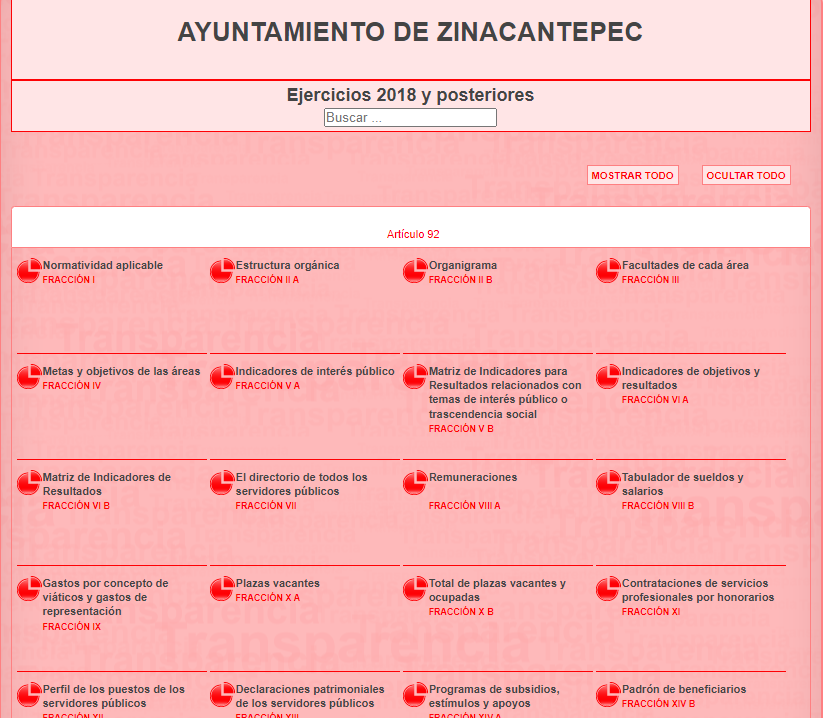 AYUNTAMIENTO DE ZINACANTEPEC
Ejercicios 2018 y posteriores
Buscar ...
MOSTRAR TODO
OCULTAR TODO
Artículo 92
Normatividad aplicable
FRACCIÓN I
Estructura orgánica
FRACCIÓN II A
Organigrama
FRACCIÓN II B
Facultades de cada área
FRACCIÓN III
Metas y objetivos de las áreas
FRACCIÓN IV
Indicadores de interés público
FRACCIÓN V A
Matriz de Indicadores para
Resultados relacionados con
temas de interés público o
trascendencia social
FRACCIÓN V B
Indicadores de objetivos y
resultados
FRACCIÓN VI A
Matriz de Indicadores de
Resultados
FRACCIÓN VI B
El directorio de todos los
servidores públicos
FRACCIÓN VII
Remuneraciones
FRACCIÓN VIII A
Tabulador de sueldos y
salarios
FRACCIÓN VIII B
Gastos por concepto de
viáticos y gastos de
representación
FRACCIÓN IX
Plazas vacantes
FRACCIÓN X A
Total de plazas vacantes y
ocupadas
FRACCIÓN X B
Contrataciones de servicios
profesionales por honorarios
FRACCIÓN XI
Perfil de los puestos de los
servidores públicos
FRACCIÓN XII
Declaraciones patrimoniales
de los servidores públicos
FRACCIÓN XIII
Programas de subsidios,
estímulos y apoyos
FRACCIÓN XIV A
Padrón de beneficiarios
FRACCIÓN XIV B